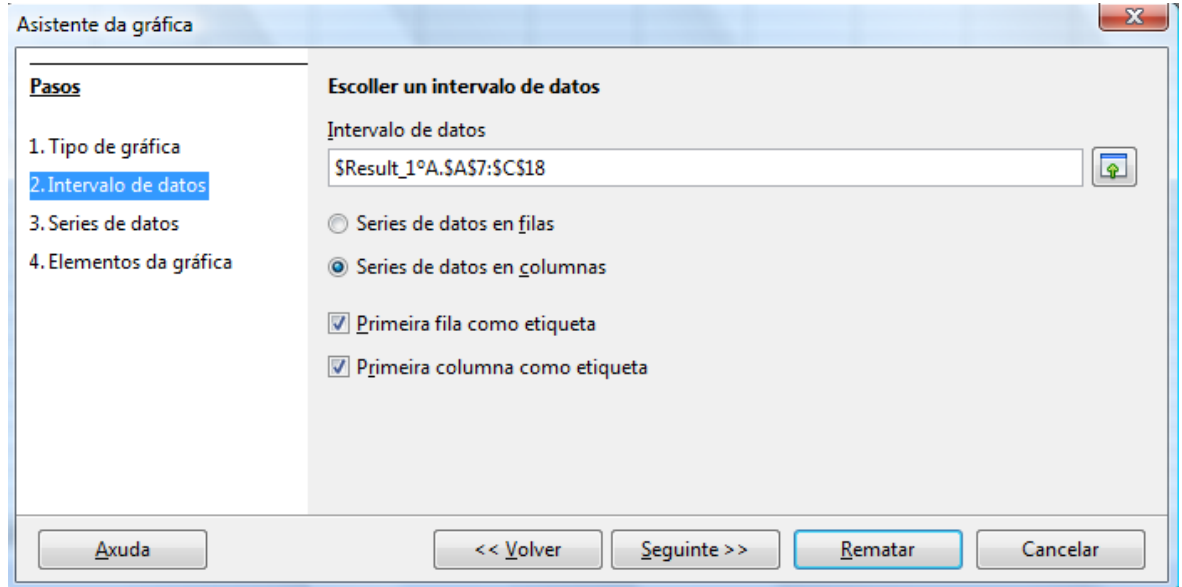 Asistente da gráfica
Pasos
1. Tipo de gráfica
2. Intervalo de datos
3. Series de datos
4. Elementos da gráfica
Escoller un intervalo de datos
Intervalo de datos
$Result_1ºA.$A$7:$C$18
Series de datos en filas
Series de datos en columnas
Primeira fila como etiqueta
Primeira columna como etiqueta
Axuda
<< Volver
Seguinte >>
Rematar
Cancelar